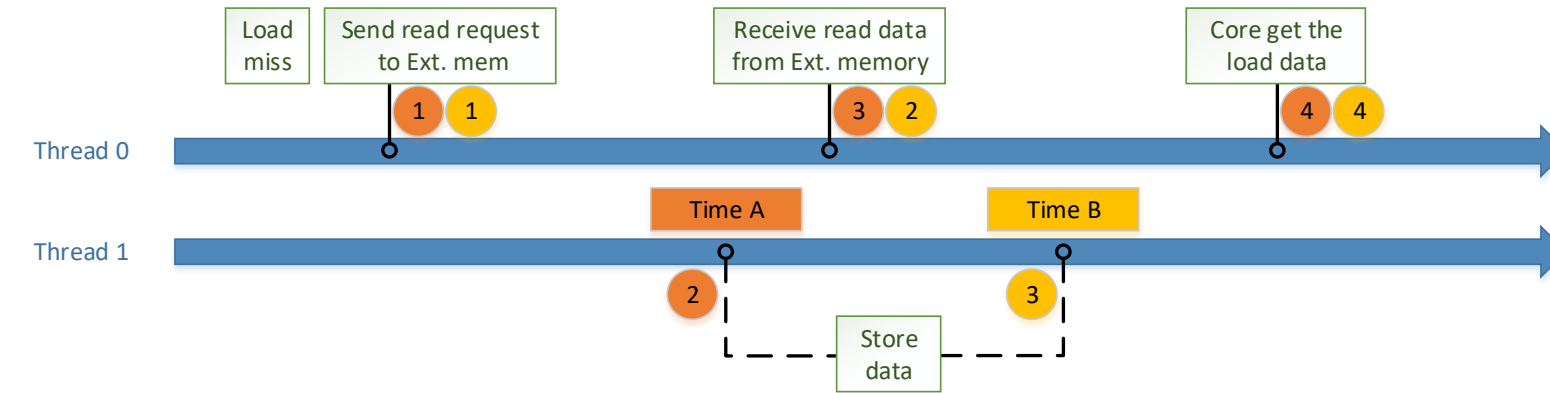 Load
miss
Send read request
to Ext. mem
Receive read data
from Ext. memory
Core get the
load data
1 1
3 2
4 4
Thread 0
Time A
Time B
Thread 1
2
3
Store
data